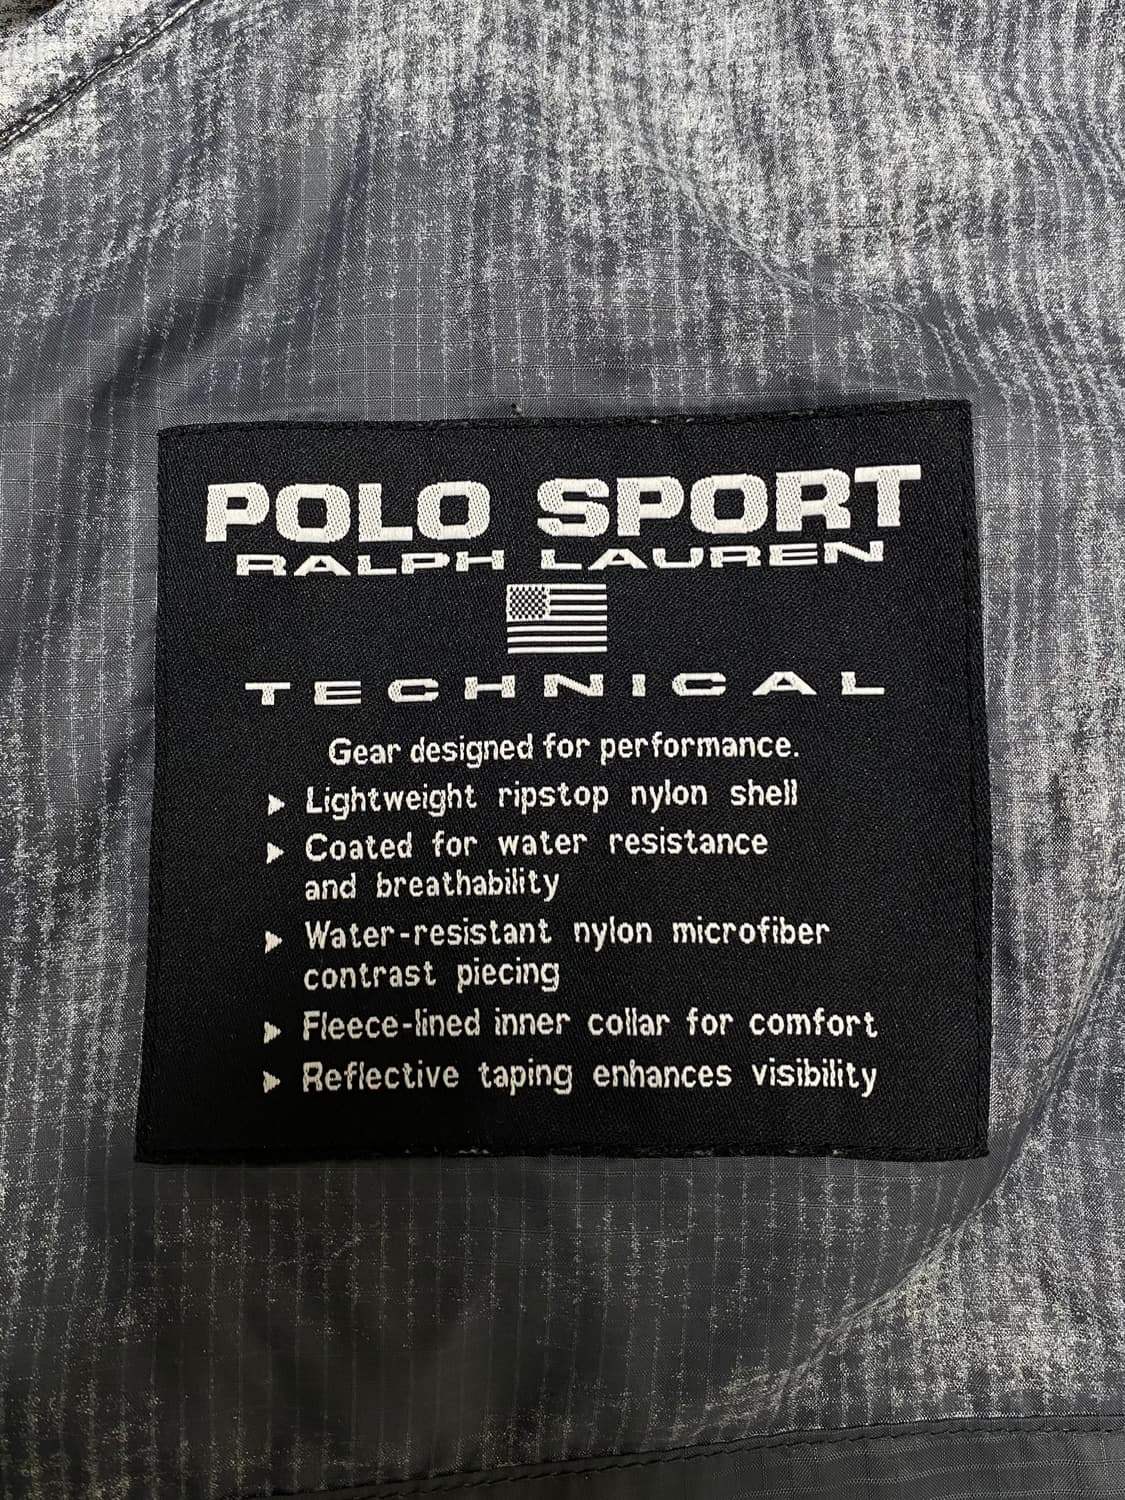 POLO SPORT
RALPH LAUREN
TECHNICAL
Gear designed for performance.
Lightweight ripstop nylon shell
Coated for water resistance
and breathability
Water-resistant nylon microfiber
contrast piecing
Fleece-lined inner collar for comfort
Reflective taping enhances visibility